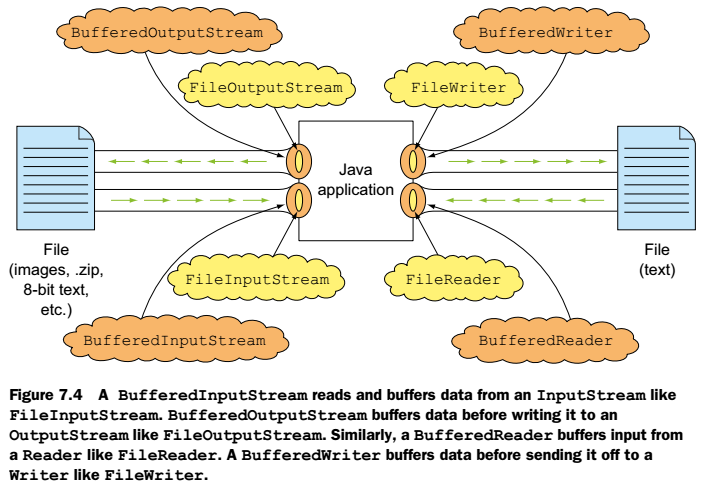 BufferedOutputStream
BufferedWriter
FileOutputStream
FileWriter
Java
application
File
(images, .zip,
8-bit text,
etc.)
File
(text)
FileInputStream
FileReader
BufferedInputStream
BufferedReader
Figure 7.4 A BufferedInputStream reads and buffers data from an InputStream like
FileInputStream. BufferedOutputStream buffers data before writing it to an
OutputStream like FileOutputStream. Similarly, a BufferedReader buffers input from
a Reader like FileReader. A BufferedWriter buffers data before sending it off to a
Writer like FileWriter.